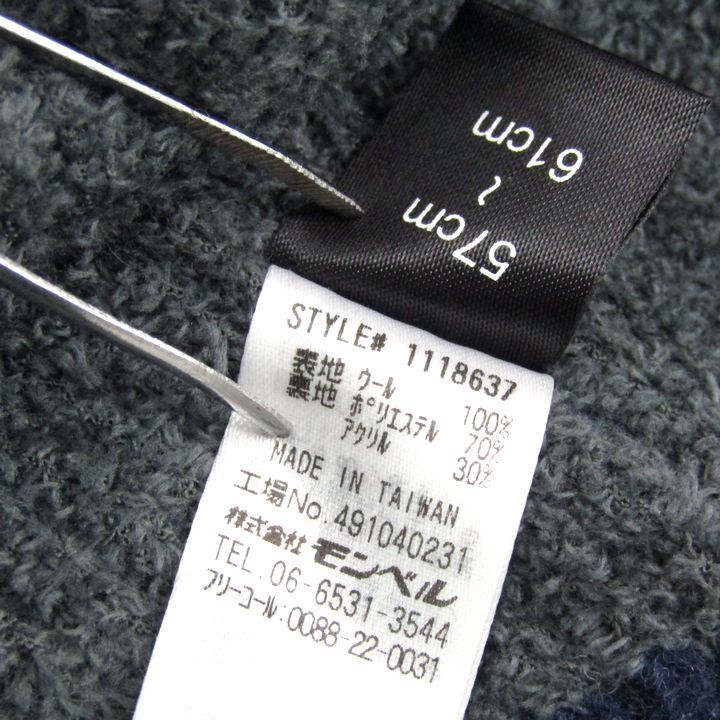 57cm
~
61cm
STYLE# 1118637
表地 ウール 100%
裏地 ポリエステル 70%
アクリル 30%
MADE IN TAIWAN
工場No.491040231
株式会社 モンベル
TEL.06-6531-3544
フリーコール:0088-22-0031